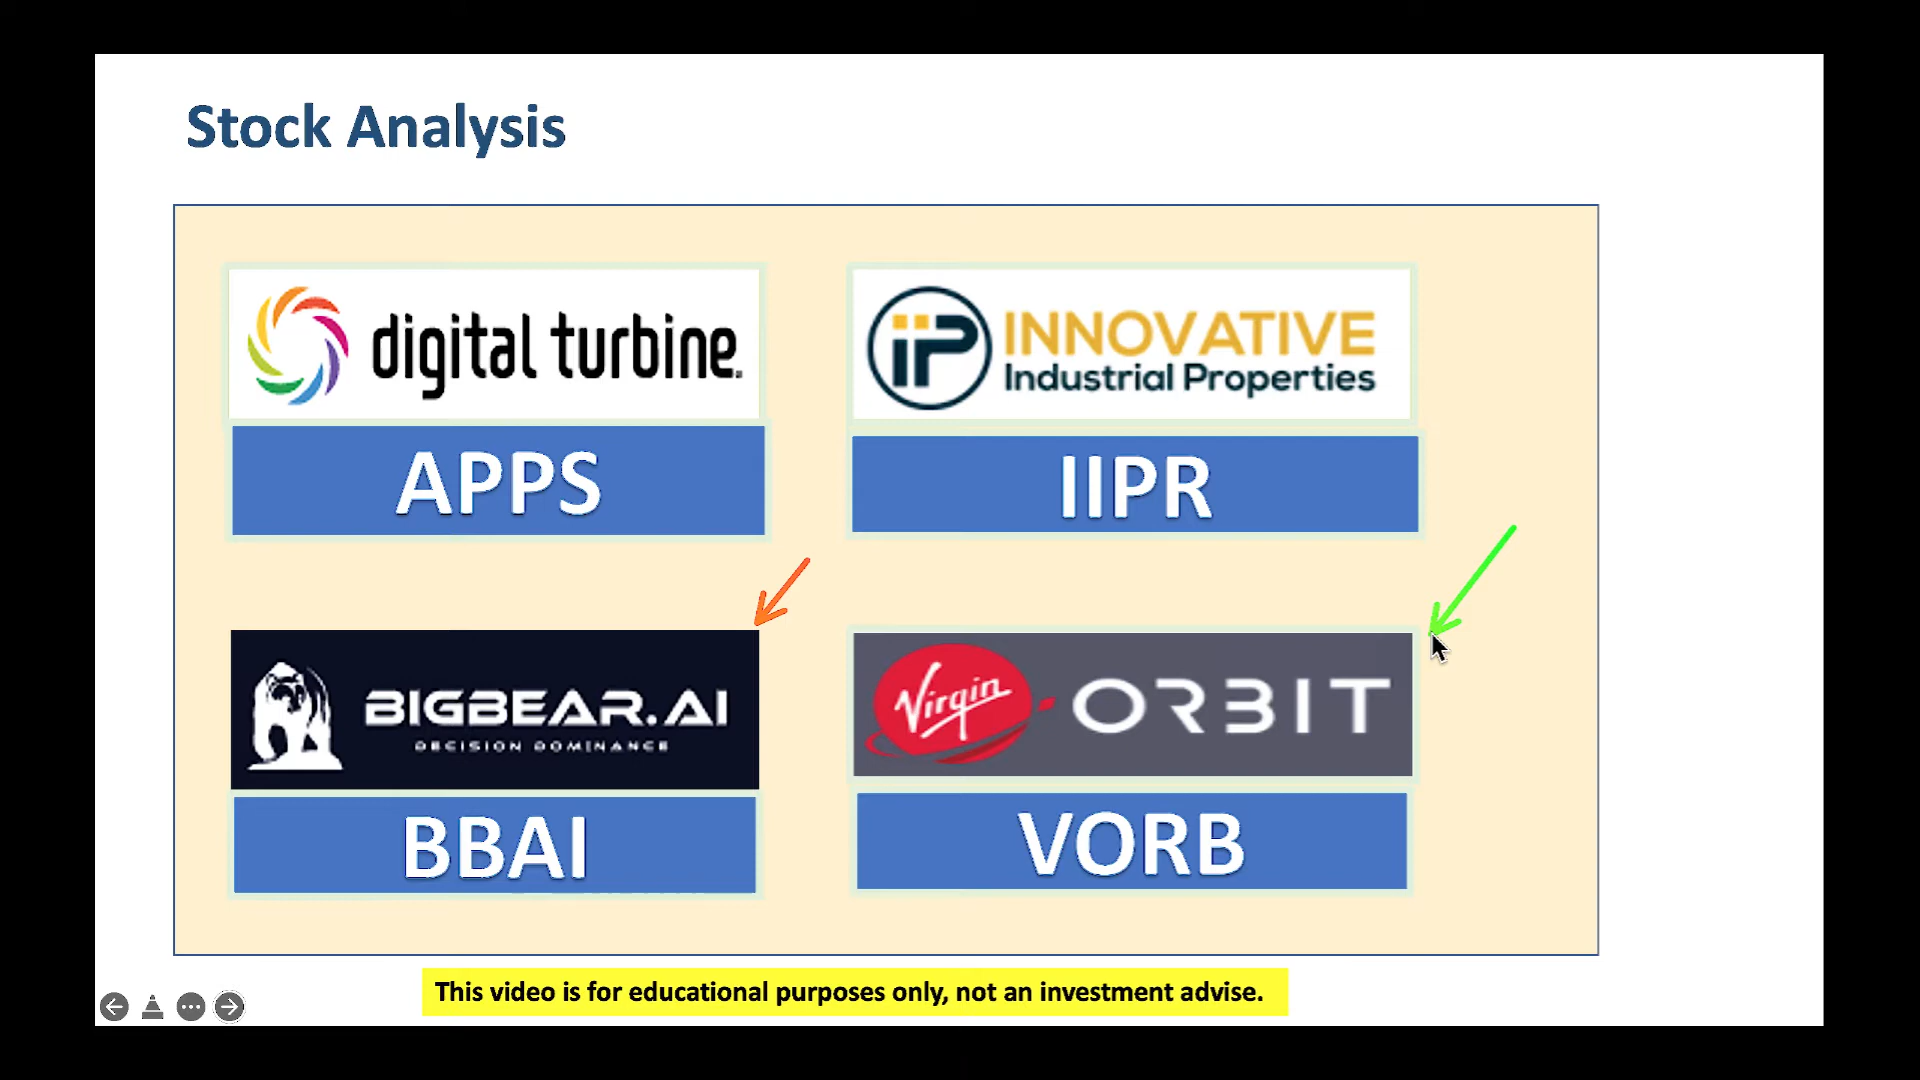 Stock Analysis
digital turbine.
APPS
iiP INNOVATIVE
Industrial Properties
IIPR
BIGBEAR.AI
DECISION DOMINANCE
BBAI
Virgin ORBIT
VORB
This video is for educational purposes only, not an investment advise.